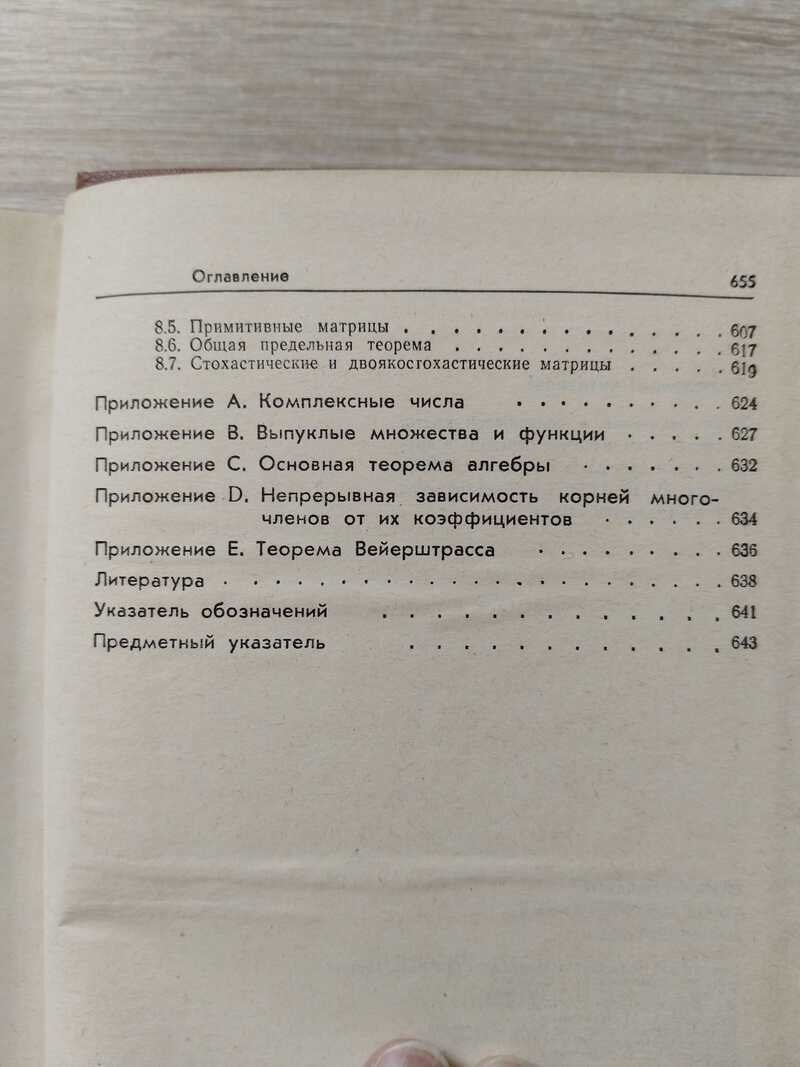 Оглавление 655
8.5. Примитивные матрицы . . . . . . . . . . . . . . . 607
8.6. Общая предельная теорема . . . . . . . . . . . . . 617
8.7. Стохастические и двоякосгохастические матрицы . . . . . 619
Приложение A. Комплексные числа . . . . . . . . . . 624
Приложение B. Выпуклые множества и функции . . . . . 627
Приложение C. Основная теорема алгебры . . . . . . . 632
Приложение D. Непрерывная зависимость корней много-
членов от их коэффициентов . . . . . . 634
Приложение E. Теорема Вейерштрасса . . . . . . . . . 636
Литература . . . . . . . . . . . . . . . . . . . . 638
Указатель обозначений . . . . . . . . . . . . . 641
Предметный указатель . . . . . . . . . . . . 643